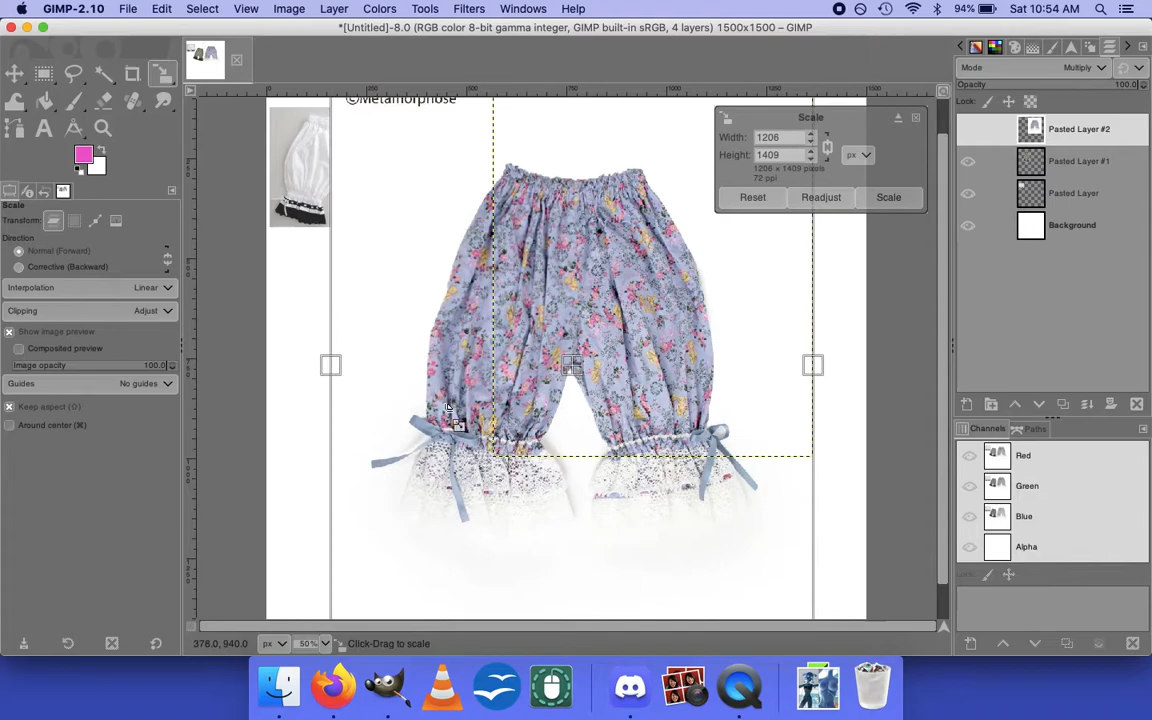 GIMP-2.10 File Edit Select View Image Layer Colors Tools Filters Windows Help 94% Sat 10:54 AM
*[Untitled]-8.0 (RGB color 8-bit gamma integer, GIMP built-in sRGB, 4 layers) 1500x1500 – GIMP
Mode Multiply
Opacity 100.0
Lock:
©Metamorphose
Scale
Width: 1206
Height: 1409
px
1206 x 1409 pixels
72 ppi
Reset Readjust Scale
Pasted Layer #2
Pasted Layer #1
Pasted Layer
Background
Scale
Transform:
Direction
Normal (Forward)
Corrective (Backward)
Interpolation Linear
Clipping Adjust
Show image preview
Composited preview
Image opacity 100.0
Guides No guides
Keep aspect (⇧)
Around center (⌘)
Channels Paths
Red
Green
Blue
Alpha
Lock:
378.0, 940.0 px 50% Click-Drag to scale